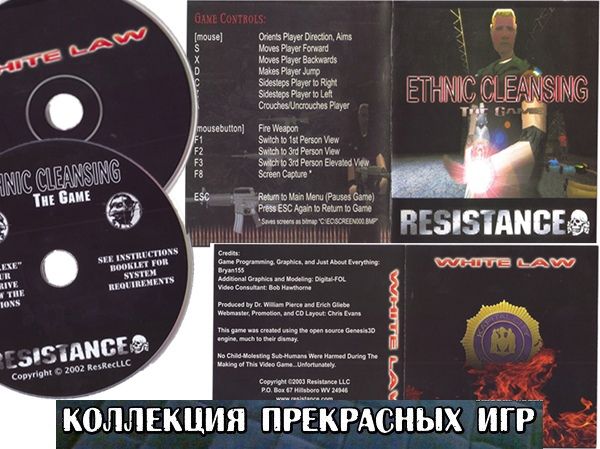 WHITE LAW
HNIC CLEANSING
THE GAME
.EXE"
UR
RIVE
W THE
IONS
SEE INSTRUCTIONS
BOOKLET FOR
SYSTEM
REQUIREMENTS
RESISTANCE
Copyright © 2002 ResRecLLC
GAME CONTROLS:
[mouse] Orients Player Direction, Aims
S Moves Player Forward
X Moves Player Backwards
D Makes Player Jump
Sidesteps Player to Right
Sidesteps Player to Left
Crouches/Uncrouches Player
[mousebutton] Fire Weapon
F1 Switch to 1st Person View
F2 Switch to 3rd Person View
F3 Switch to 3rd Person Elevated View
F8 Screen Capture *
ESC Return to Main Menu (Pauses Game)
Press ESC Again to Return to Game
* Saves screens as bitmap "C:\EC\SCREEN000.BMP"
ETHNIC CLEANSING
THE GAME
RESISTANCE
Credits:
Game Programming, Graphics, and Just About Everything:
Bryan155
Additional Graphics and Modeling: Digital-FOL
Video Consultant: Bob Hawthorne
Produced by Dr. William Pierce and Erich Gliebe
Webmaster, Promotion, and CD Layout: Chris Evans
This game was created using the open source Genesis3D
engine, much to their dismay.
No Child-Molesting Sub-Humans Were Harmed During The
Making of This Video Game...Unfortunately.
Copyright ©2003 Resistance LLC
P.O. Box 67 Hillsboro WV 24946
www.resistance.com
WHITE LAW
WHITE LAW
КОЛЛЕКЦИЯ ПРЕКРАСНЫХ ИГР